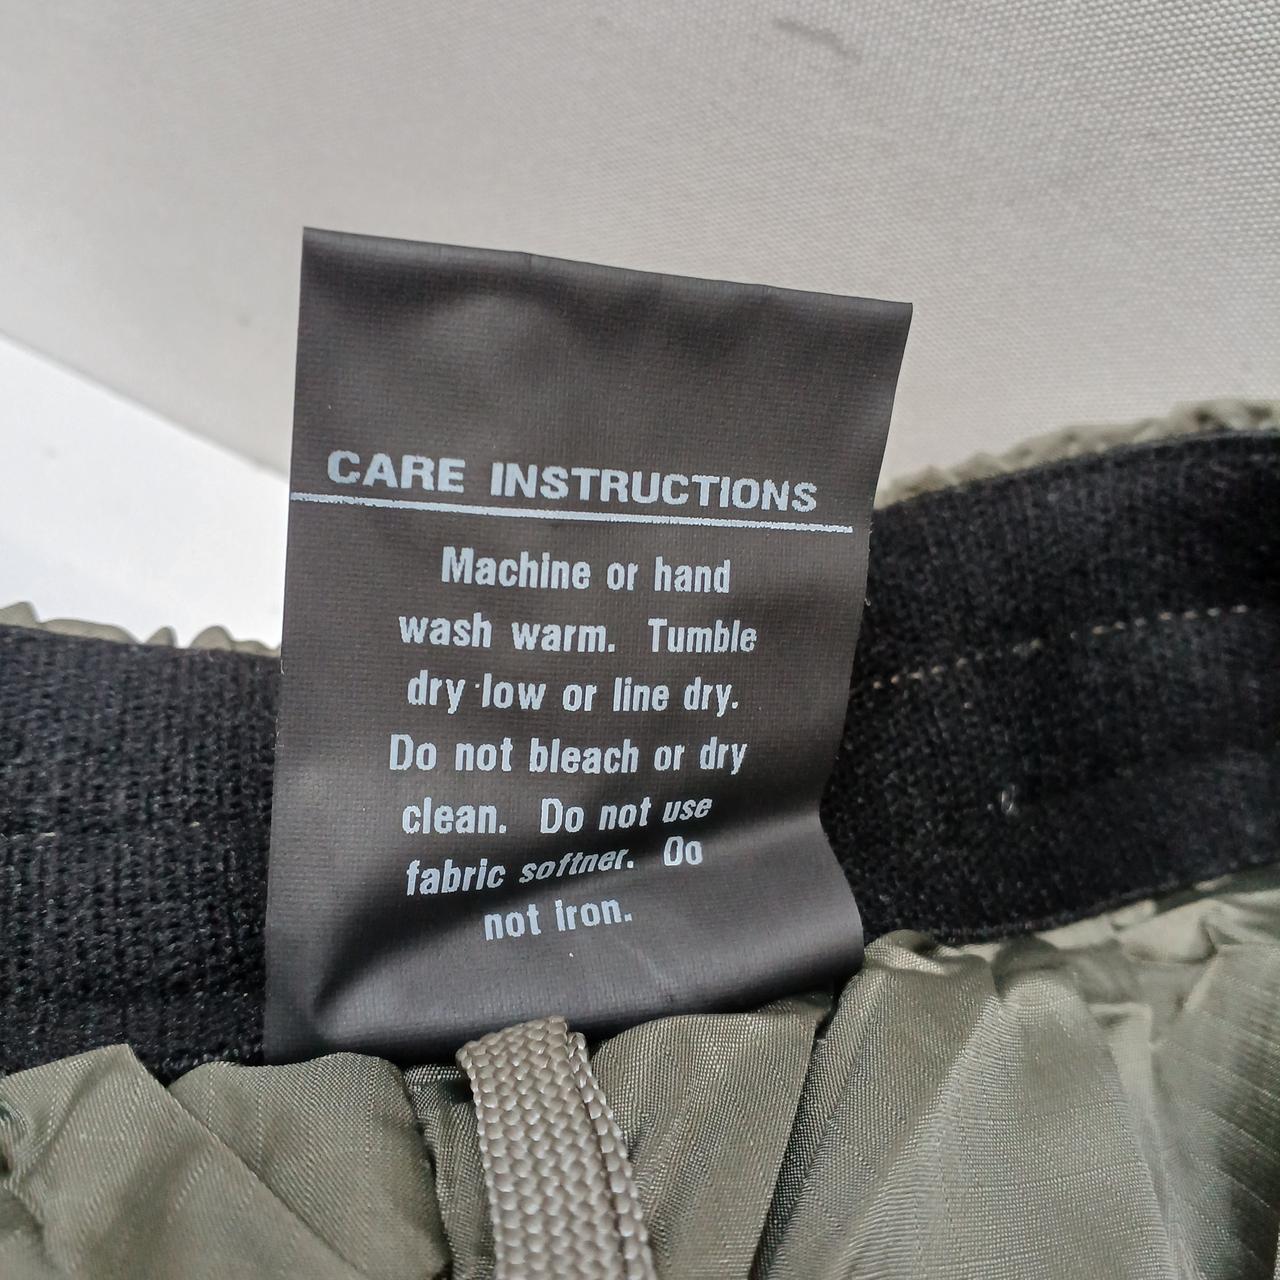 CARE INSTRUCTIONS
Machine or hand
wash warm. Tumble
dry low or line dry.
Do not bleach or dry
clean. Do not use
fabric softner. Do
not iron.